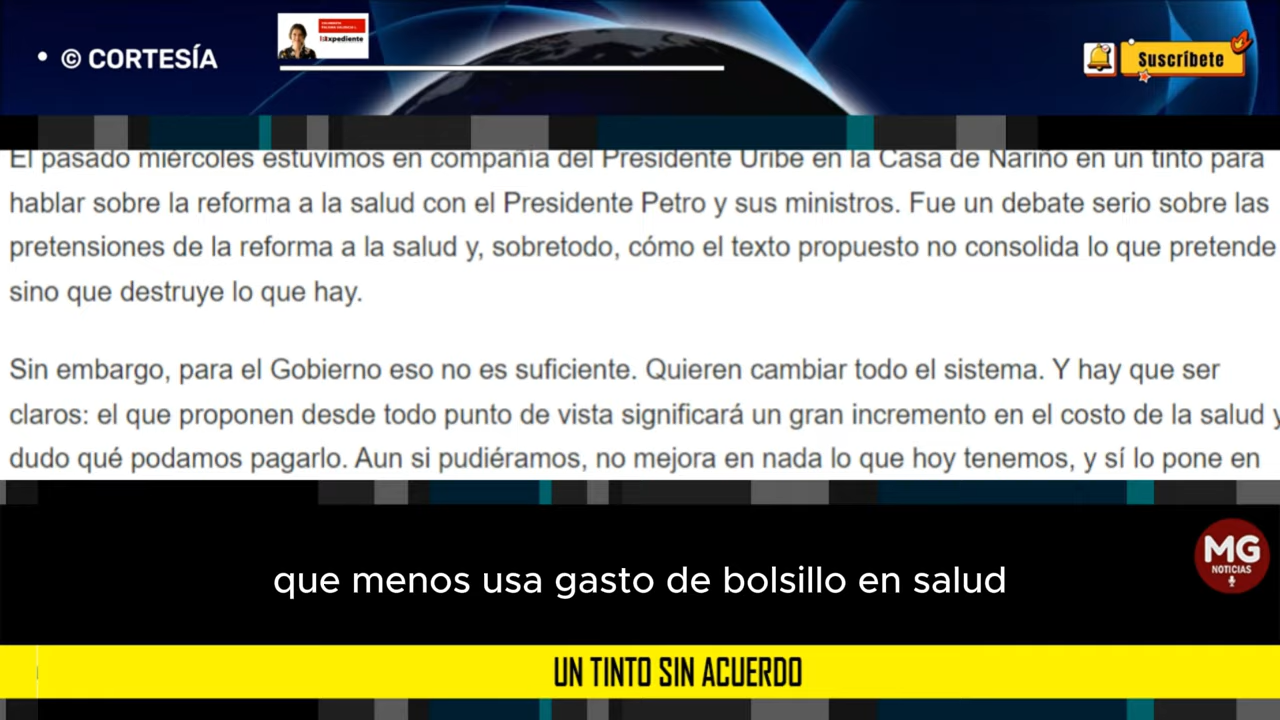 • © CORTESÍA
Expediente
Suscríbete
El pasado miércoles estuvimos en compañía del Presidente Uribe en la Casa de Nariño en un tinto para
hablar sobre la reforma a la salud con el Presidente Petro y sus ministros. Fue un debate serio sobre las
pretensiones de la reforma a la salud y, sobretodo, cómo el texto propuesto no consolida lo que pretende
sino que destruye lo que hay.
Sin embargo, para el Gobierno eso no es suficiente. Quieren cambiar todo el sistema. Y hay que ser
claros: el que proponen desde todo punto de vista significará un gran incremento en el costo de la salud y
dudo qué podamos pagarlo. Aun si pudiéramos, no mejora en nada lo que hoy tenemos, y sí lo pone en
MG
NOTICIAS
que menos usa gasto de bolsillo en salud
UN TINTO SIN ACUERDO